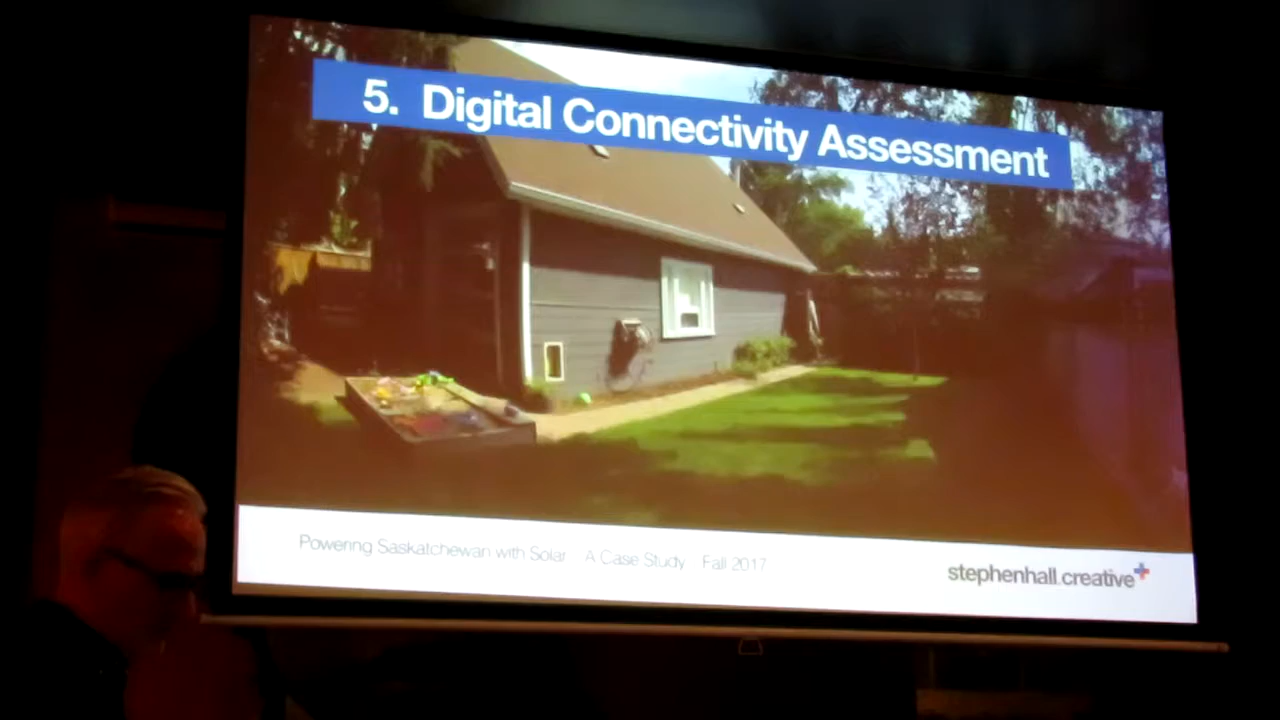 5. Digital Connectivity Assessment
Powering Saskatchewan with Solar A Case Study Fall 2017
stephenhall.creative+